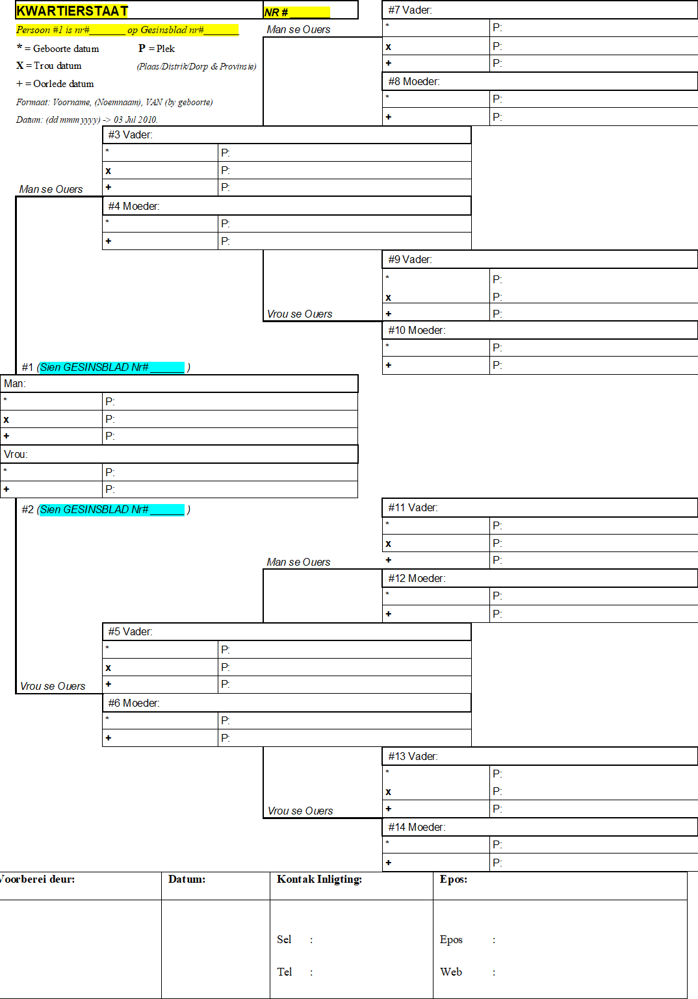 KWARTIERSTAAT
NR # _______
Persoon #1 is nr#_______ op Gesinsblad nr#_______
* = Geboorte datum P = Plek
X = Trou datum (Plaas/Distrik/Dorp & Provinsie)
+ = Oorlede datum
Formaat: Voorname, (Noemnaam), VAN (by geboorte)
Datum: (dd mmm yyyy) -> 03 Jul 2010.
Man se Ouers
#7 Vader:
* P:
x P:
+ P:
#8 Moeder:
* P:
+ P:
#3 Vader:
* P:
x P:
+ P:
Man se Ouers
#4 Moeder:
* P:
+ P:
#9 Vader:
* P:
x P:
+ P:
Vrou se Ouers
#10 Moeder:
* P:
+ P:
#1 (Sien GESINSBLAD Nr# ______ )
Man:
* P:
x P:
+ P:
Vrou:
* P:
+ P:
#2 (Sien GESINSBLAD Nr# ______ )
#11 Vader:
* P:
x P:
+ P:
Man se Ouers
#12 Moeder:
* P:
+ P:
#5 Vader:
* P:
x P:
+ P:
Vrou se Ouers
#6 Moeder:
* P:
+ P:
#13 Vader:
* P:
x P:
+ P:
Vrou se Ouers
#14 Moeder:
* P:
+ P:
Voorberei deur: Datum: Kontak Inligting: Epos:
Sel : Epos :
Tel : Web :